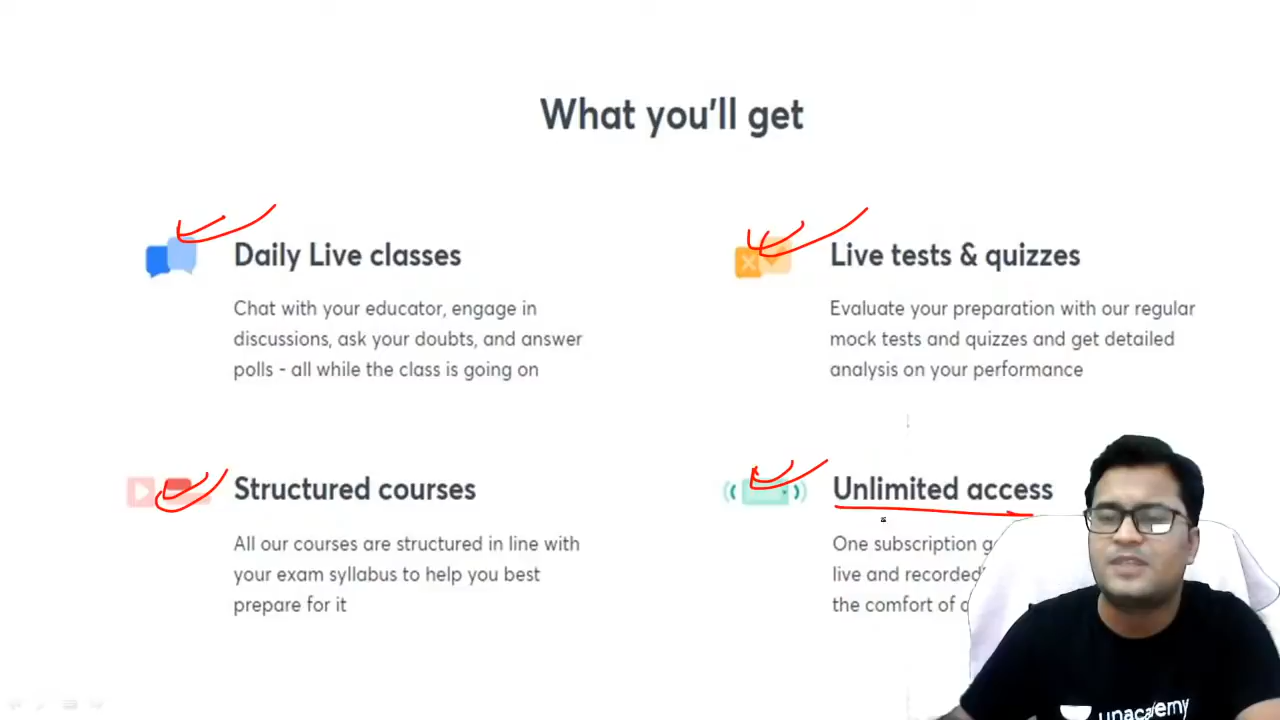 What you'll get
Daily Live classes
Chat with your educator, engage in
discussions, ask your doubts, and answer
polls - all while the class is going on
Live tests & quizzes
Evaluate your preparation with our regular
mock tests and quizzes and get detailed
analysis on your performance
Structured courses
All our courses are structured in line with
your exam syllabus to help you best
prepare for it
Unlimited access
One subscription
live and recorded
the comfort of
unacademy